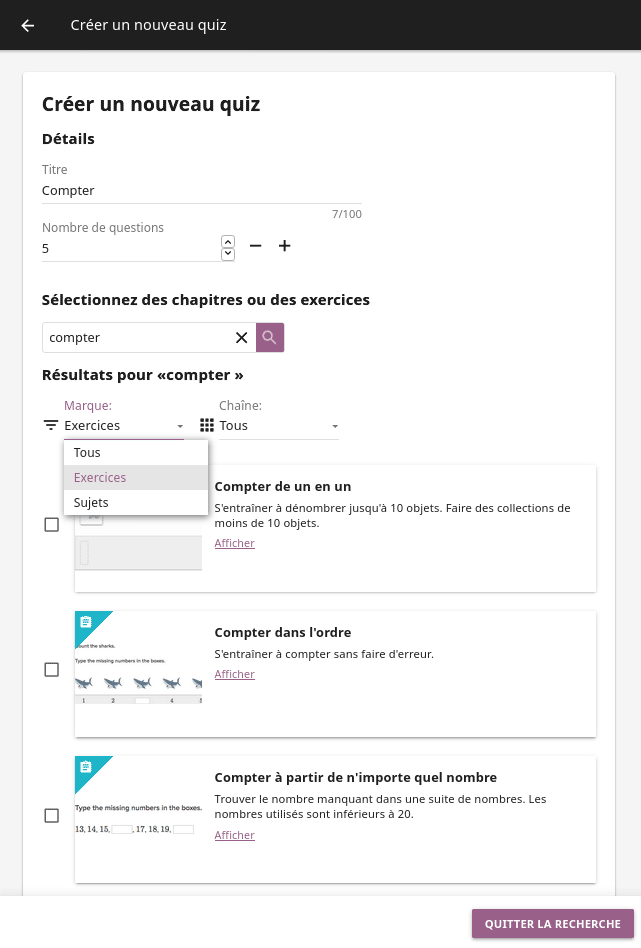 Créer un nouveau quiz
Créer un nouveau quiz
Détails
Titre
Compter
7/100
Nombre de questions
5
Sélectionnez des chapitres ou des exercices
compter
Résultats pour «compter »
Marque:
Exercices
Chaîne:
Tous
Tous
Exercices
Sujets
Compter de un en un
S'entraîner à dénombrer jusqu'à 10 objets. Faire des collections de
moins de 10 objets.
Afficher
Compter dans l'ordre
S'entraîner à compter sans faire d'erreur.
Afficher
the sharks.
Type the missing numbers in the boxes.
1 2 4
Compter à partir de n'importe quel nombre
Trouver le nombre manquant dans une suite de nombres. Les
nombres utilisés sont inférieurs à 20.
Afficher
Type the missing numbers in the boxes.
13, 14, 15, , 17, 18, 19,
QUITTER LA RECHERCHE